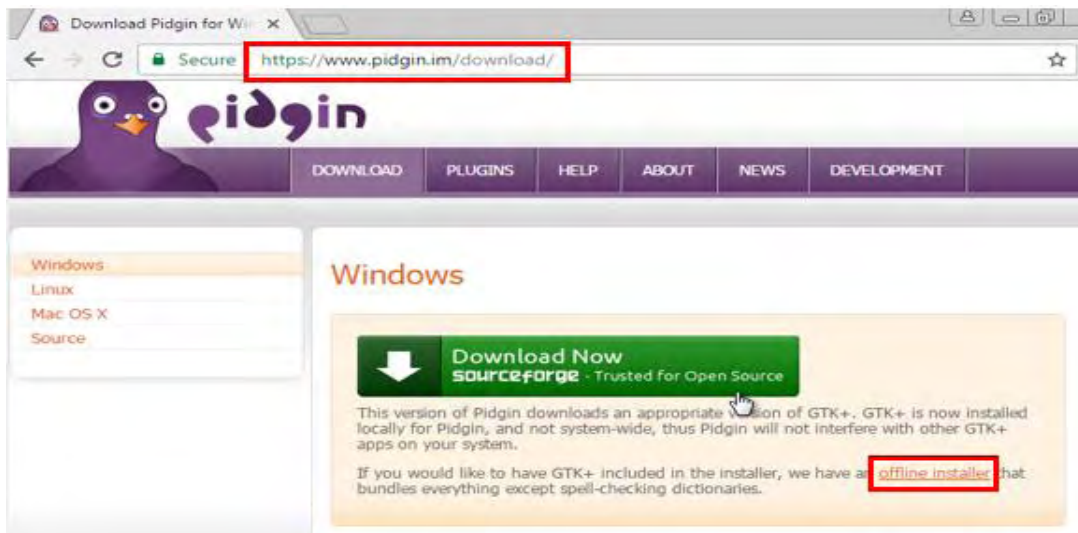 Download Pidgin for Wi
Secure https://www.pidgin.im/download/
pidgin
DOWNLOAD PLUGINS HELP ABOUT NEWS DEVELOPMENT
Windows
Linux
Mac OS X
Source
Windows
Download Now
sourceforge - Trusted for Open Source
This version of Pidgin downloads an appropriate version of GTK+. GTK+ is now installed
locally for Pidgin, and not system-wide, thus Pidgin will not interfere with other GTK+
apps on your system.
If you would like to have GTK+ included in the installer, we have an offline installer that
bundles everything except spell-checking dictionaries.